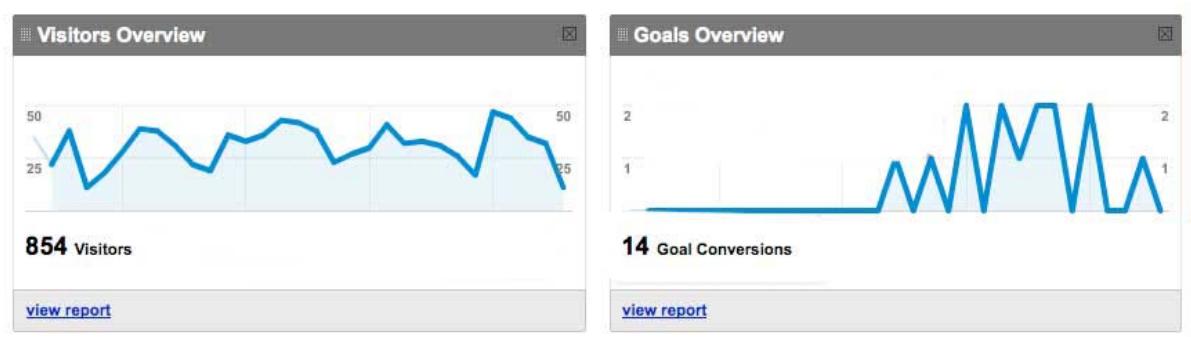 Visitors Overview
50 50
25 25
854 Visitors
view report
Goals Overview
2 2
1 1
14 Goal Conversions
view report